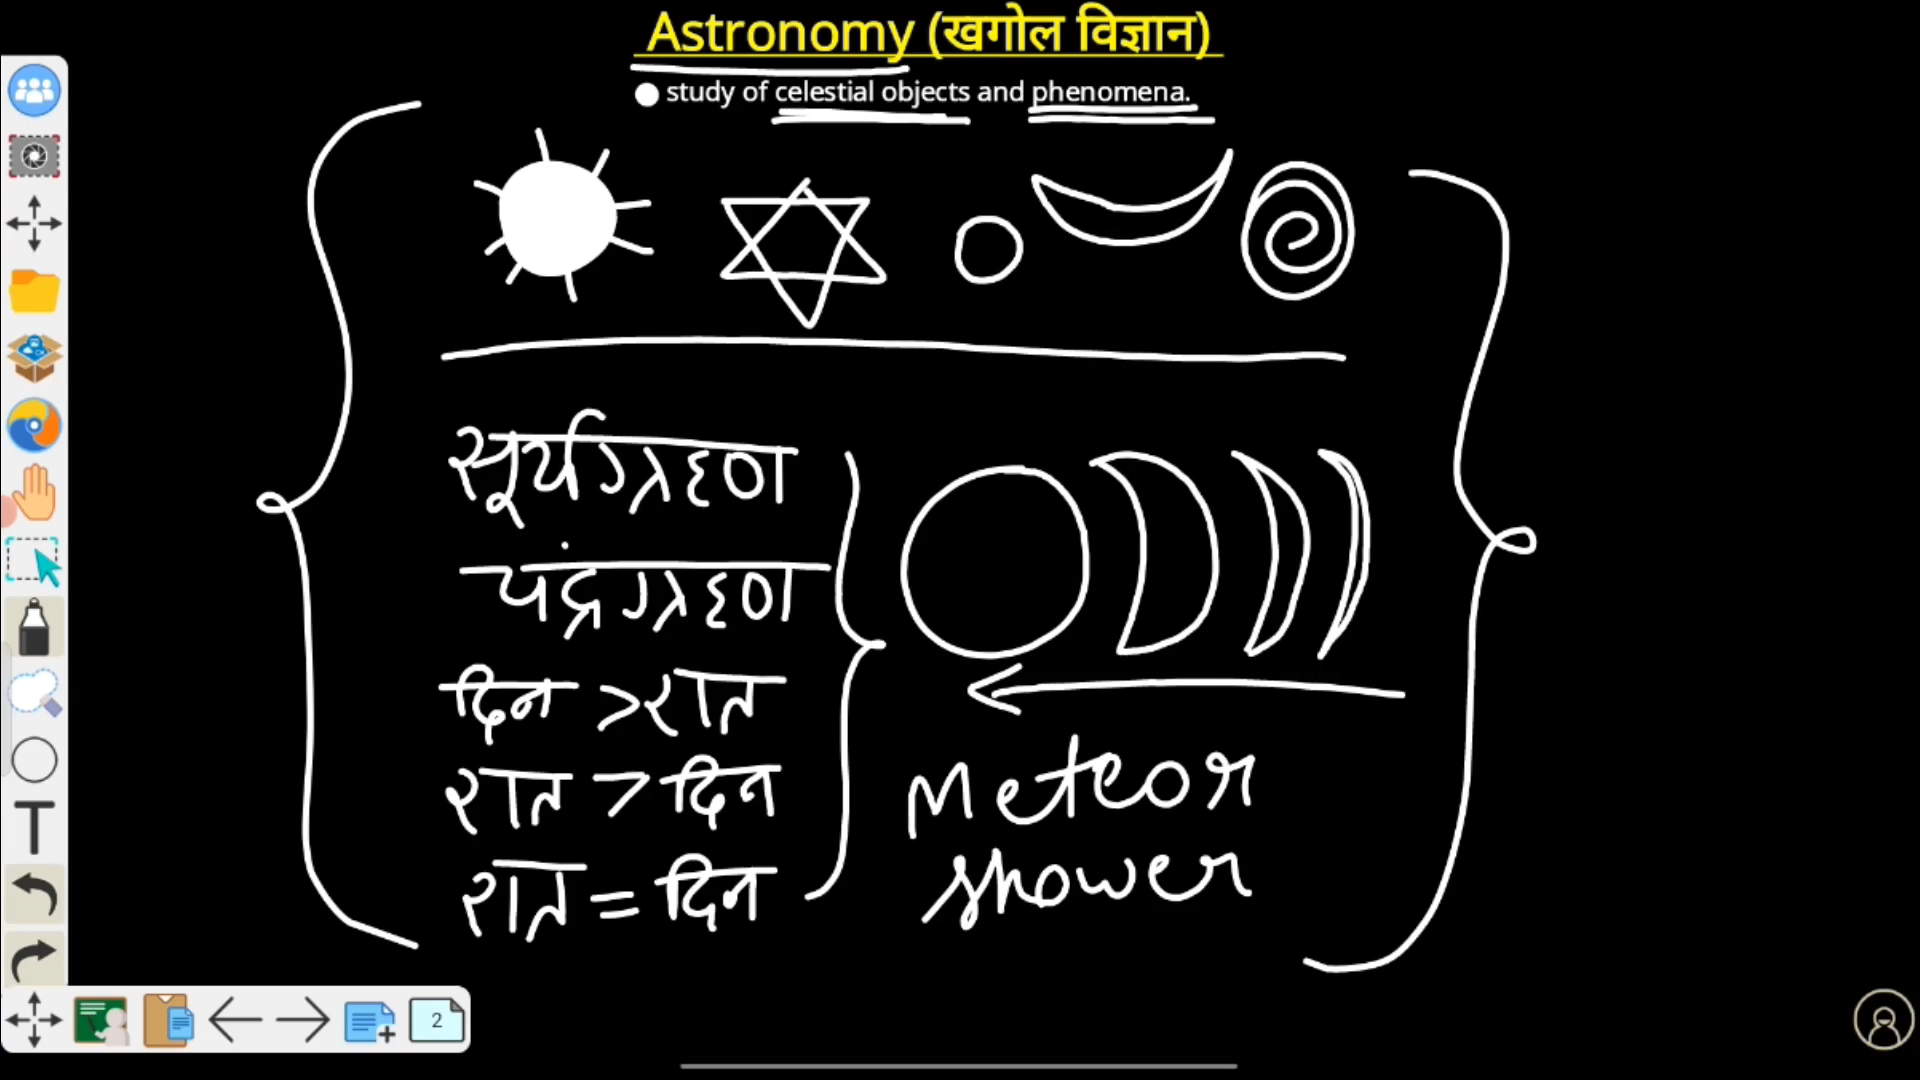 Astronomy (खगोल विज्ञान)
● study of celestial objects and phenomena.
सूर्यग्रहण
चंद्रग्रहण
दिन > रात
रात > दिन
रात = दिन
Meteor
shower
T
2